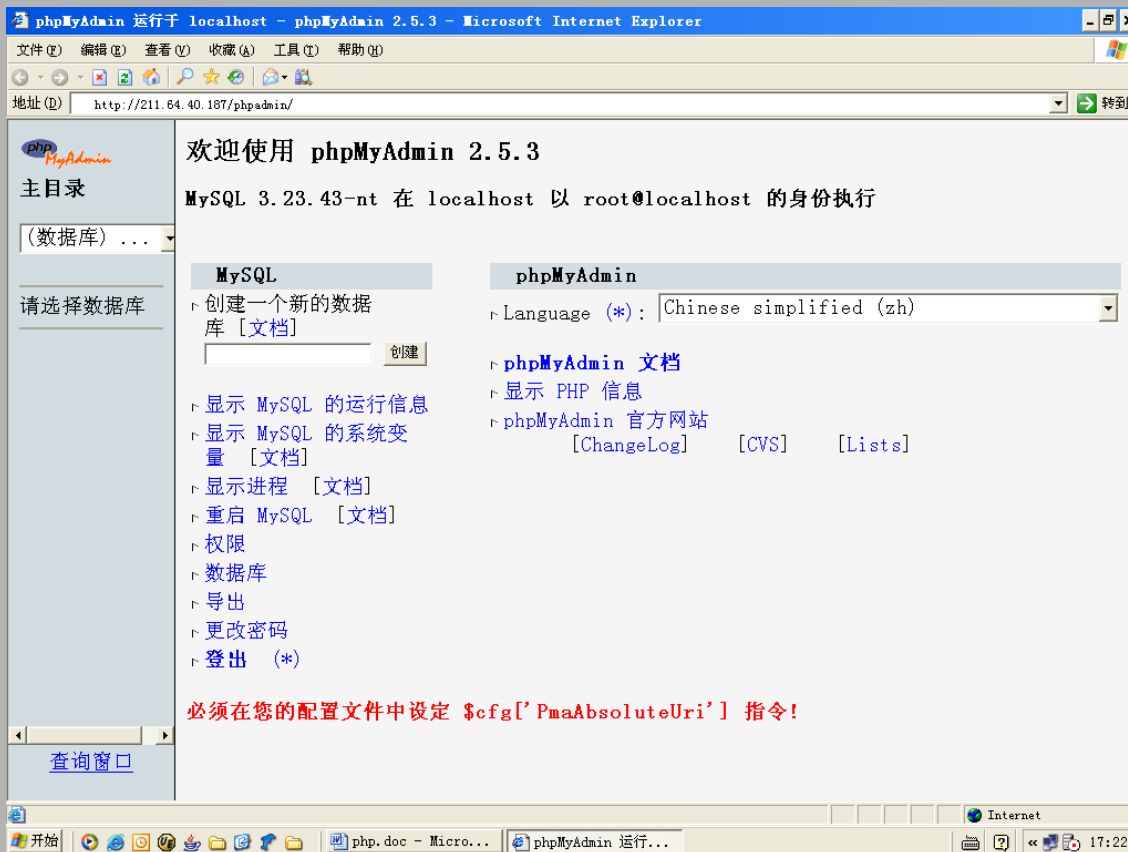 phpMyAdmin 运行于 localhost - phpMyAdmin 2.5.3 - Microsoft Internet Explorer
文件(F) 编辑(E) 查看(V) 收藏(A) 工具(T) 帮助(H)
地址(D) http://211.64.40.187/phpadmin/ 转到
php
MyAdmin
主目录
(数据库) ...
请选择数据库
查询窗口
欢迎使用 phpMyAdmin 2.5.3
MySQL 3.23.43-nt 在 localhost 以 root@localhost 的身份执行
MySQL
创建一个新的数据
库 [文档]
创建
显示 MySQL 的运行信息
显示 MySQL 的系统变
量 [文档]
显示进程 [文档]
重启 MySQL [文档]
权限
数据库
导出
更改密码
登出 (*)
phpMyAdmin
Language (*): Chinese simplified (zh)
phpMyAdmin 文档
显示 PHP 信息
phpMyAdmin 官方网站
[ChangeLog] [CVS] [Lists]
必须在您的配置文件中设定 $cfg['PmaAbsoluteUri'] 指令!
Internet
开始 php.doc - Micro... phpMyAdmin 运行... « 17:22